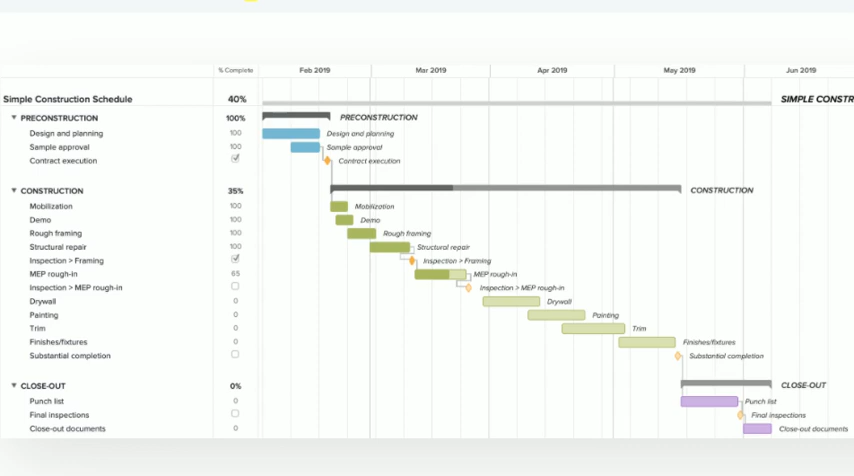 % Complete Feb 2019 Mar 2019 Apr 2019 May 2019 Jun 2019
Simple Construction Schedule 40% SIMPLE CONSTR
PRECONSTRUCTION 100% PRECONSTRUCTION
Design and planning 100 Design and planning
Sample approval 100 Sample approval
Contract execution Contract execution
CONSTRUCTION 35% CONSTRUCTION
Mobilization 100 Mobilization
Demo 100 Demo
Rough framing 100 Rough framing
Structural repair 100 Structural repair
Inspection > Framing Inspection > Framing
MEP rough-in 65 MEP rough-in
Inspection > MEP rough-in Inspection > MEP rough-in
Drywall 0 Drywall
Painting 0 Painting
Trim 0 Trim
Finishes/fixtures 0 Finishes/fixtures
Substantial completion Substantial completion
CLOSE-OUT 0% CLOSE-OUT
Punch list 0 Punch list
Final inspections Final inspections
Close-out documents 0 Close-out documents